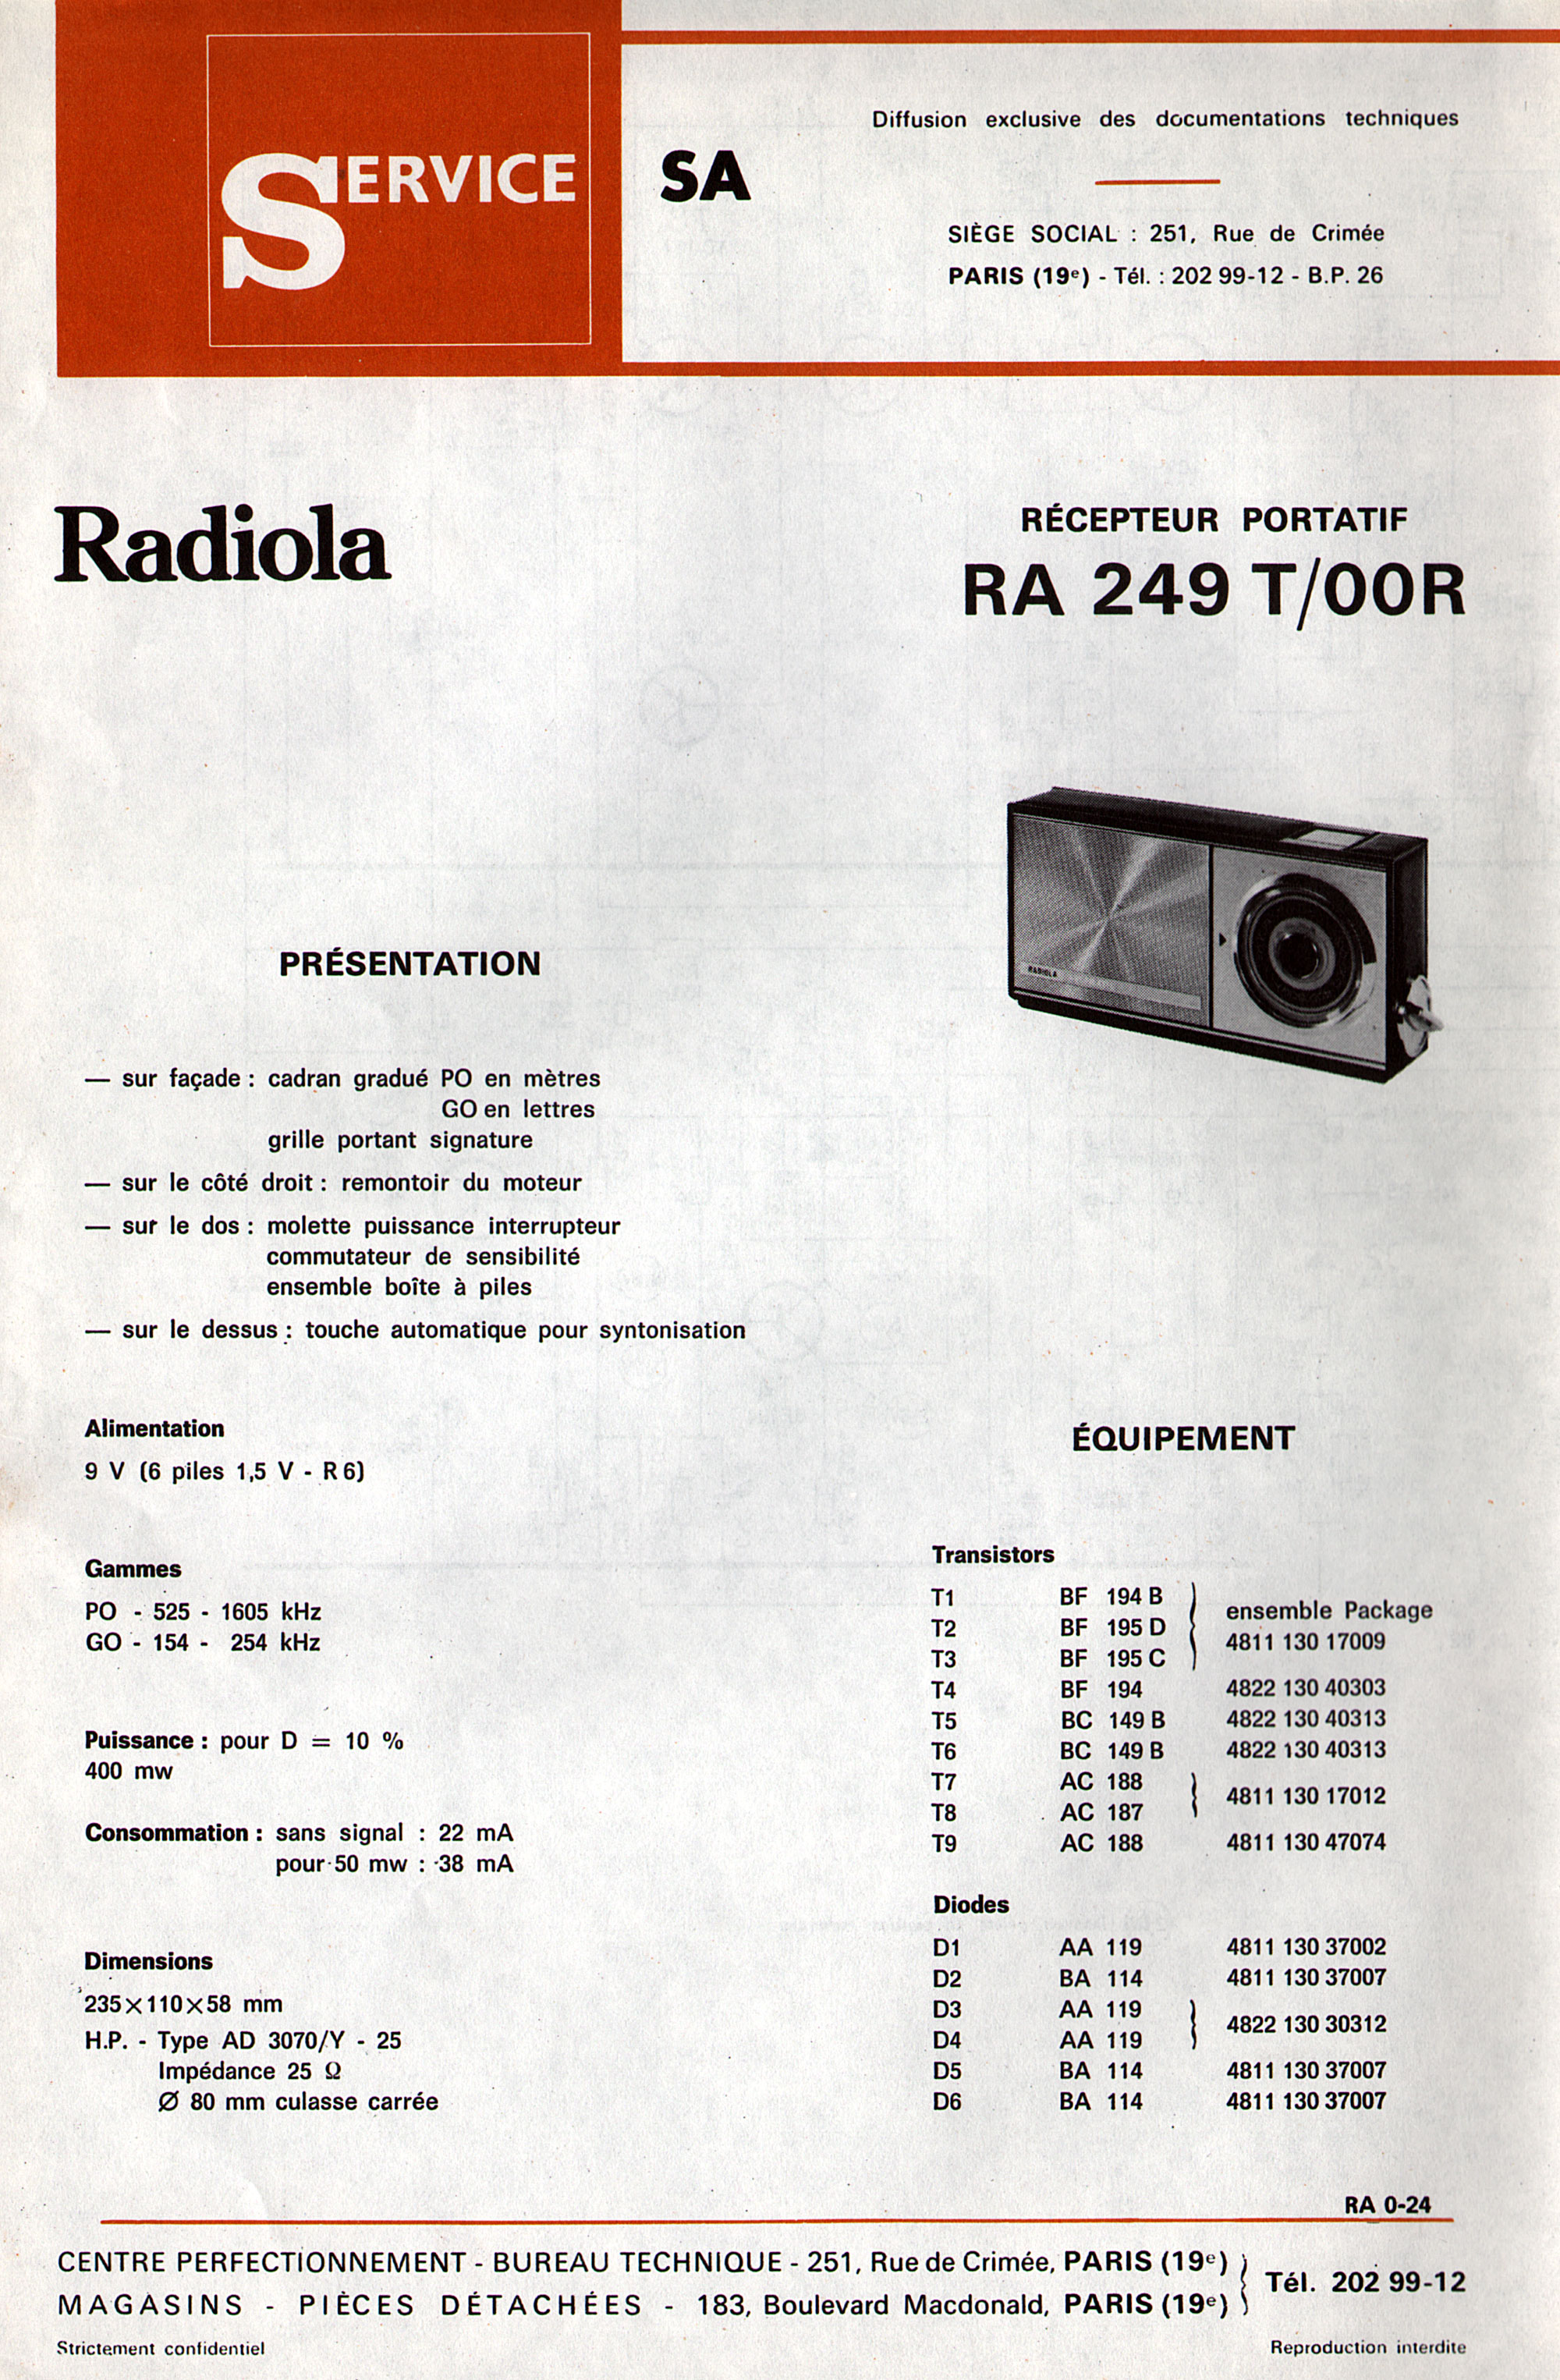 SERVICE
SA
Diffusion exclusive des documentations techniques
SIÈGE SOCIAL : 251, Rue de Crimée
PARIS (19e) - Tél. : 202 99-12 - B.P. 26
Radiola
RÉCEPTEUR PORTATIF
RA 249 T/00R
RADIOLA
PRÉSENTATION
— sur façade : cadran gradué PO en mètres
GO en lettres
grille portant signature
— sur le côté droit : remontoir du moteur
— sur le dos : molette puissance interrupteur
commutateur de sensibilité
ensemble boîte à piles
— sur le dessus : touche automatique pour syntonisation
Alimentation
9 V (6 piles 1,5 V - R 6)
Gammes
PO - 525 - 1605 kHz
GO - 154 - 254 kHz
Puissance : pour D = 10 %
400 mw
Consommation : sans signal : 22 mA
pour 50 mw : 38 mA
Dimensions
235×110×58 mm
H.P. - Type AD 3070/Y - 25
Impédance 25 Ω
Ø 80 mm culasse carrée
ÉQUIPEMENT
Transistors
T1 BF 194 B
T2 BF 195 D
T3 BF 195 C
ensemble Package
4811 130 17009
T4 BF 194 4822 130 40303
T5 BC 149 B 4822 130 40313
T6 BC 149 B 4822 130 40313
T7 AC 188
T8 AC 187
4811 130 17012
T9 AC 188 4811 130 47074
Diodes
D1 AA 119 4811 130 37002
D2 BA 114 4811 130 37007
D3 AA 119
D4 AA 119
4822 130 30312
D5 BA 114 4811 130 37007
D6 BA 114 4811 130 37007
RA 0-24
CENTRE PERFECTIONNEMENT - BUREAU TECHNIQUE - 251, Rue de Crimée, PARIS (19e)
MAGASINS - PIÈCES DÉTACHÉES - 183, Boulevard Macdonald, PARIS (19e)
Tél. 202 99-12
Strictement confidentiel
Reproduction interdite